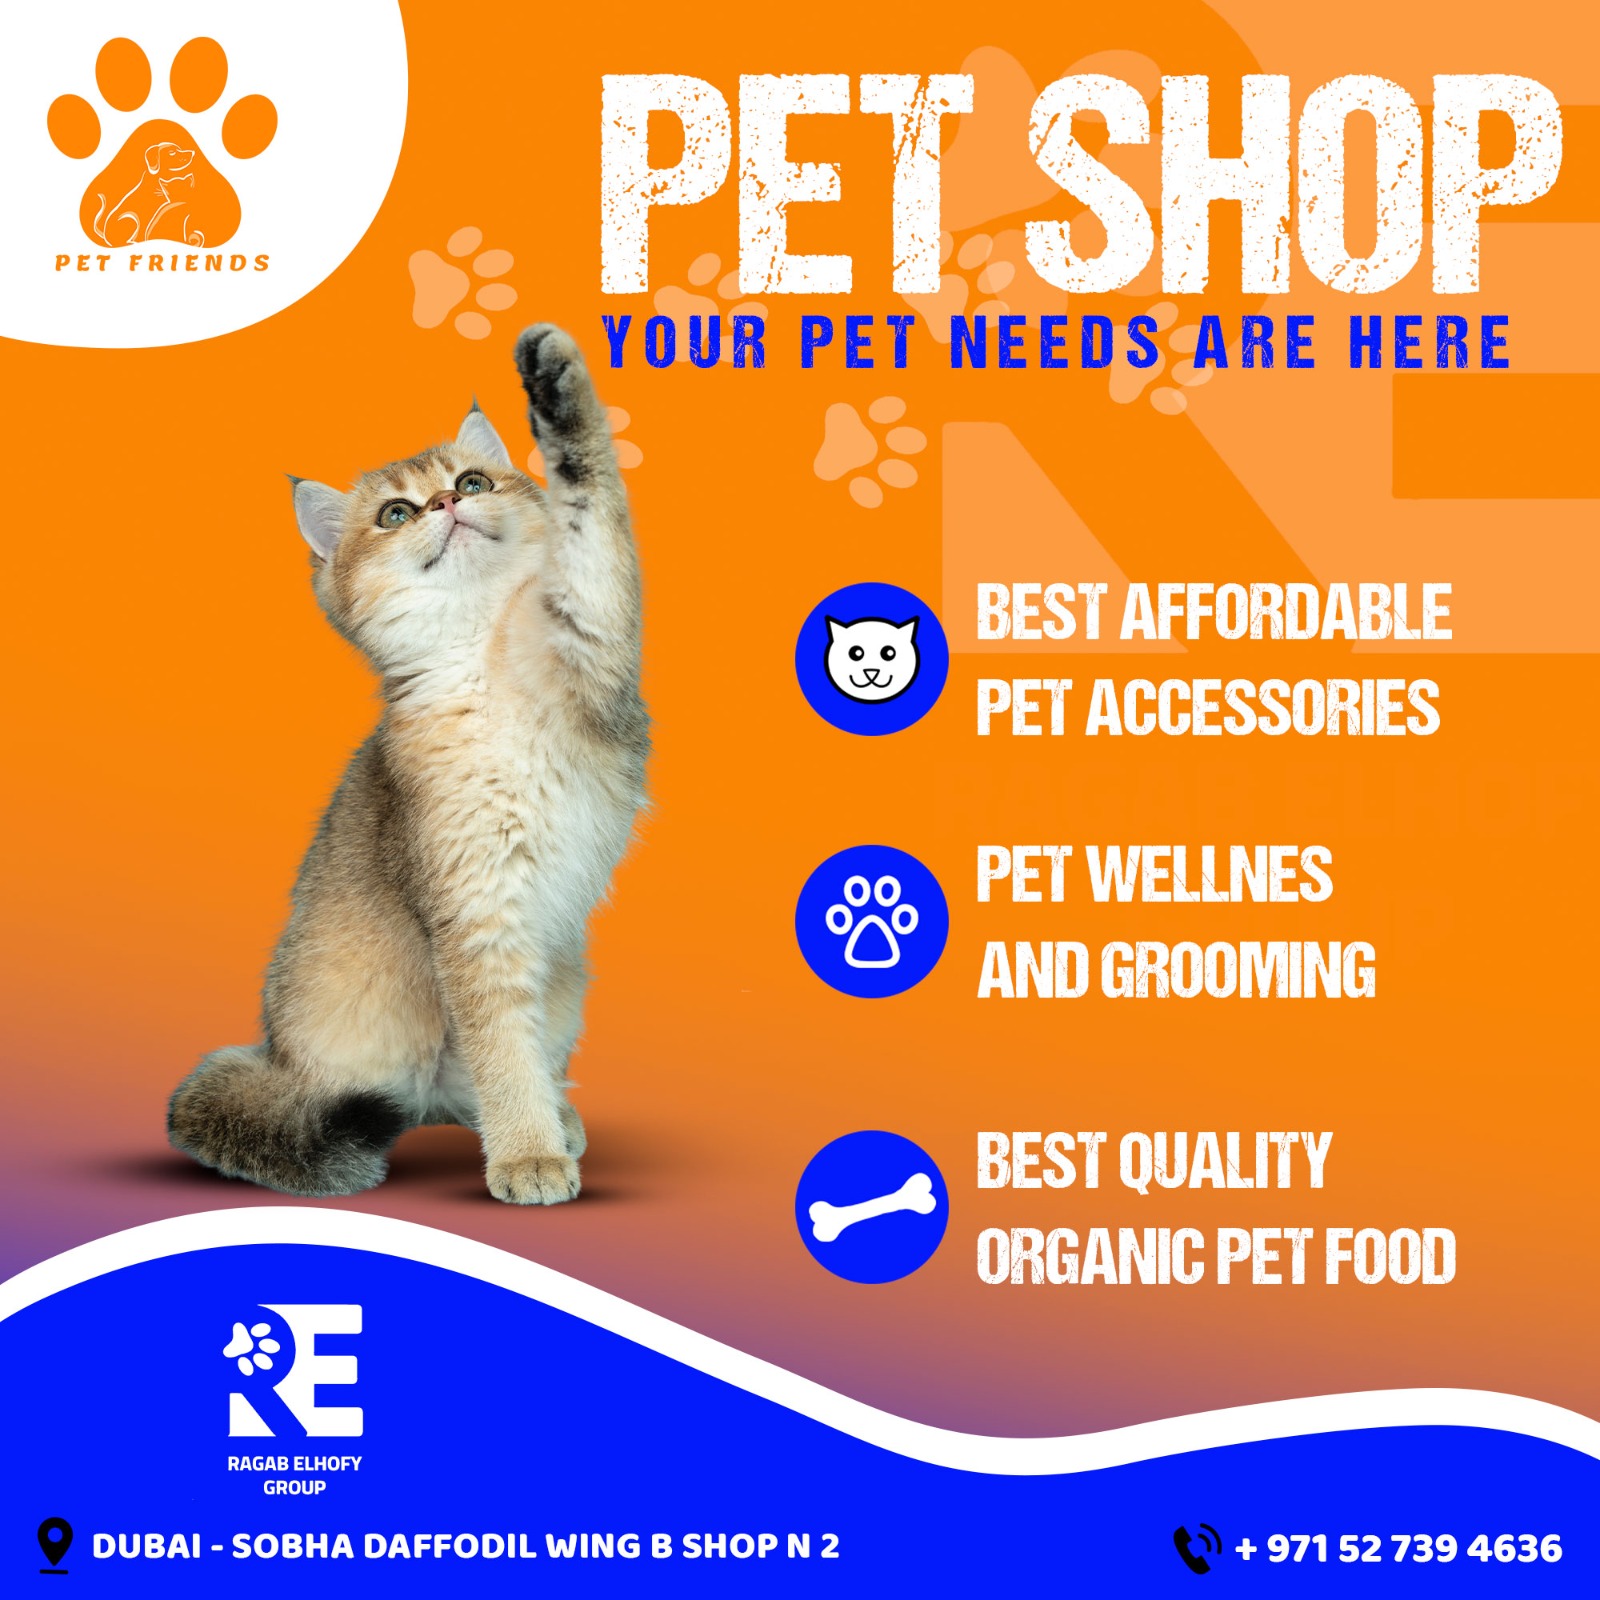 PET FRIENDS
PET SHOP
YOUR PET NEEDS ARE HERE
BEST AFFORDABLE
PET ACCESSORIES
PET WELLNES
AND GROOMING
BEST QUALITY
ORGANIC PET FOOD
RE
RAGAB ELHOFY
GROUP
DUBAI - SOBHA DAFFODIL WING B SHOP N 2
+ 971 52 739 4636